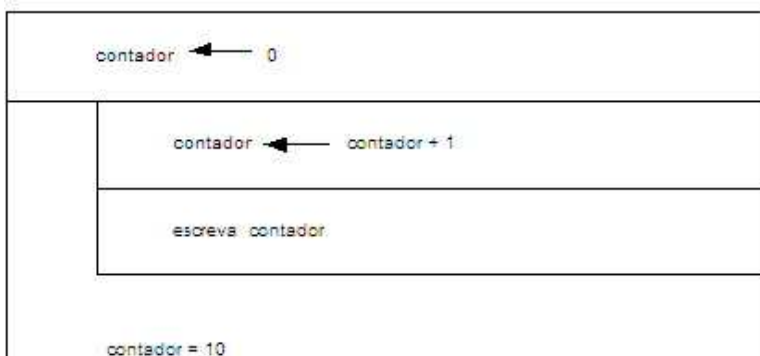 contador 0
contador contador + 1
escreva contador
contador = 10